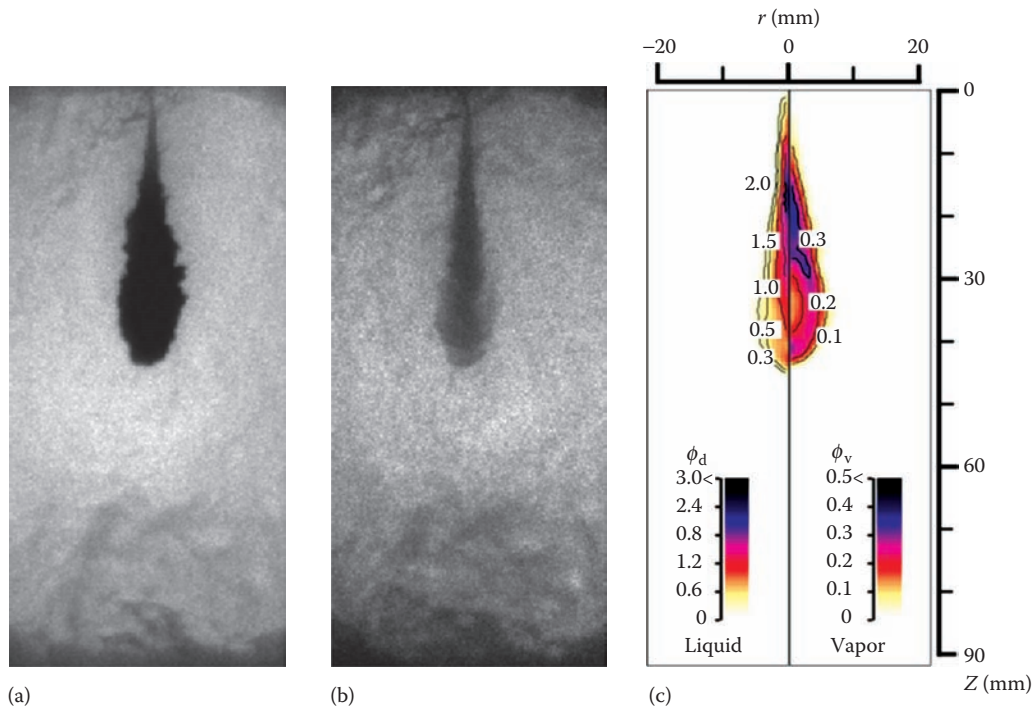 r (mm)
−20 0 20
0
2.0
1.5 0.3
30
1.0 0.2
0.5 0.1
0.3
ϕd ϕv
3.0< 0.5<
2.4 0.4
60
0.8 0.3
1.2 0.2
0.6 0.1
0 0
Liquid Vapor
90
Z (mm)
(a) (b) (c)